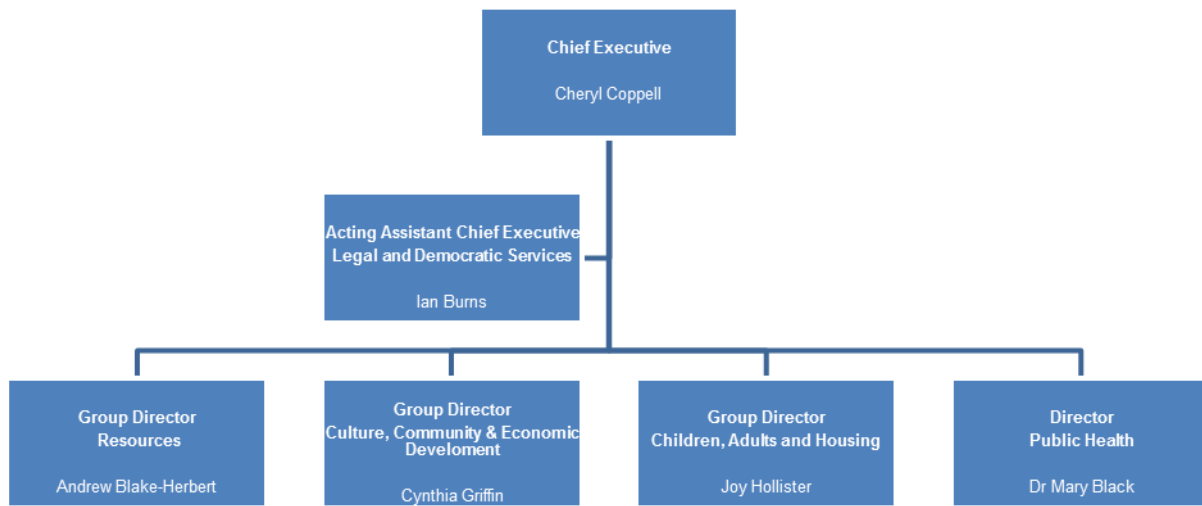 Chief Executive
Cheryl Coppell
Acting Assistant Chief Executive
Legal and Democratic Services
Ian Burns
Group Director
Resources
Andrew Blake-Herbert
Group Director
Culture, Community & Economic
Develoment
Cynthia Griffin
Group Director
Children, Adults and Housing
Joy Hollister
Director
Public Health
Dr Mary Black